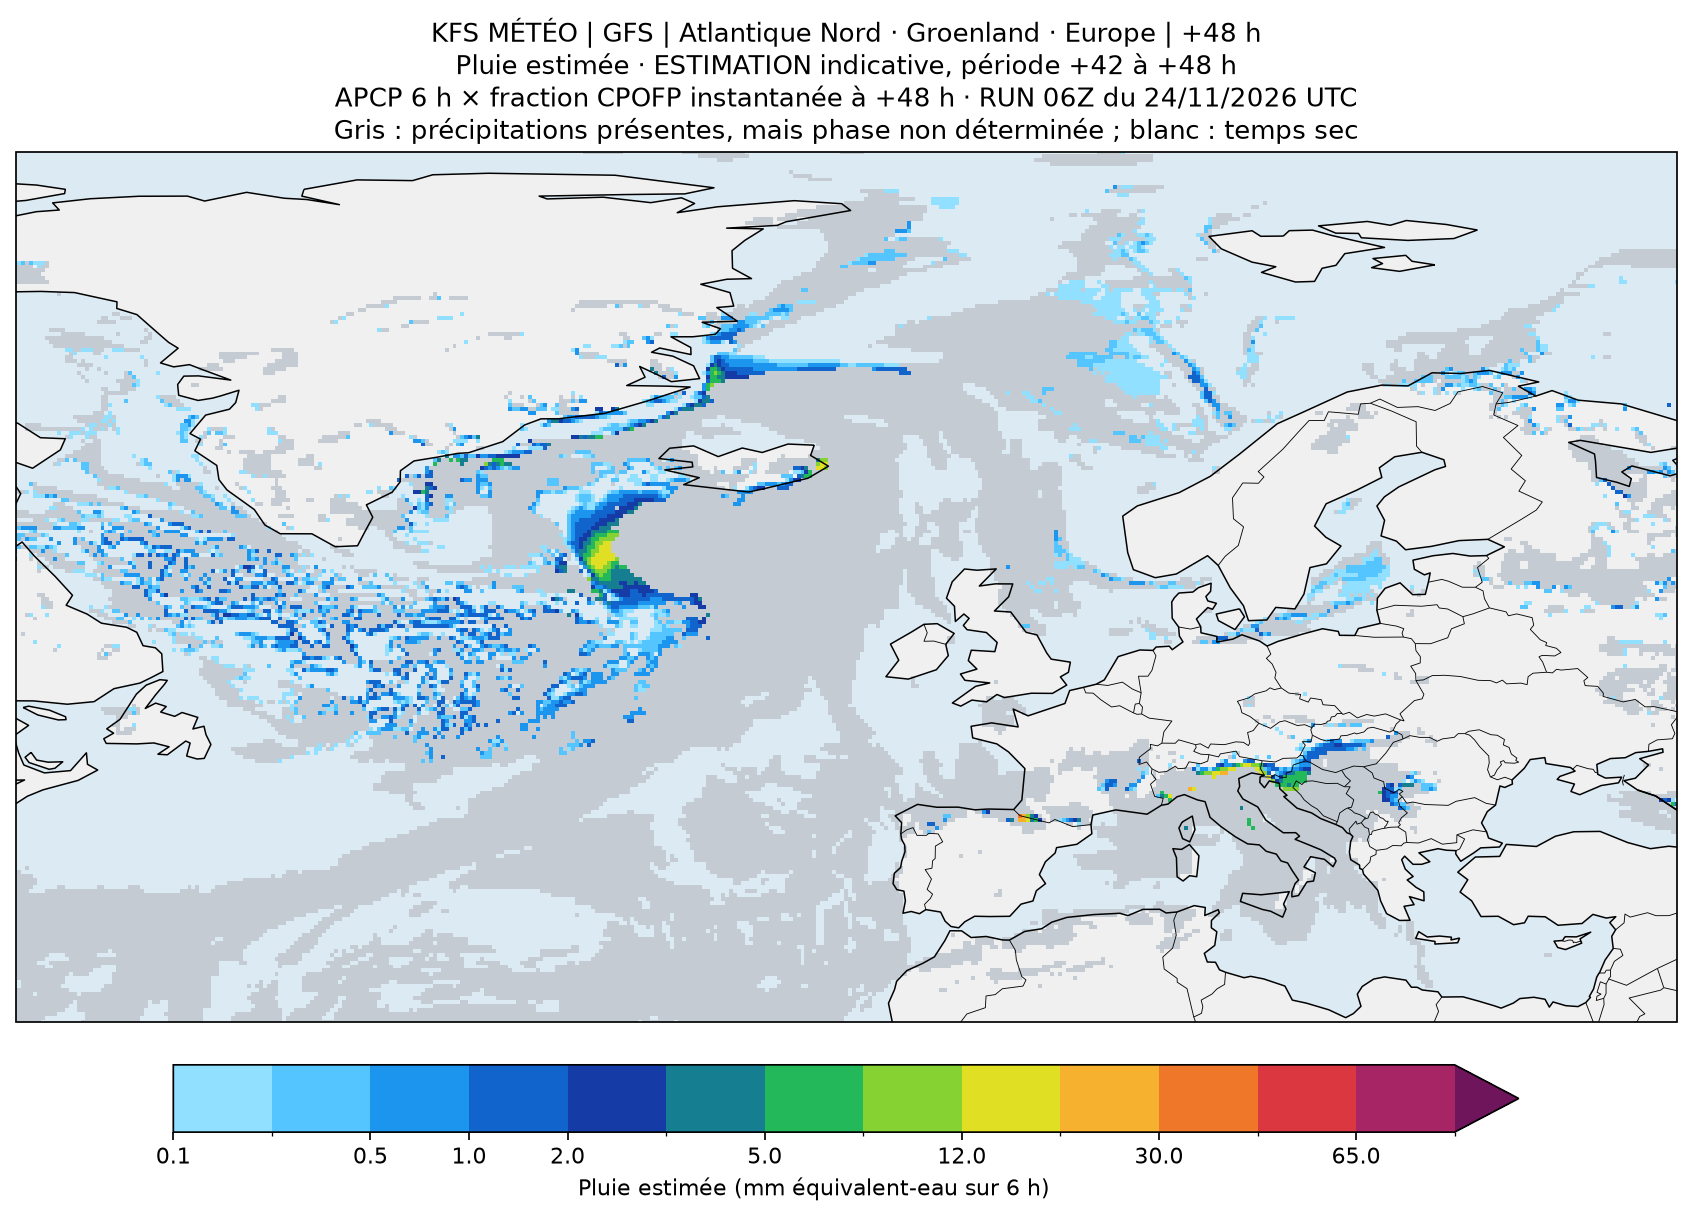 KFS MÉTÉO | GFS | Atlantique Nord · Groenland · Europe | +48 h
Pluie estimée · ESTIMATION indicative, période +42 à +48 h
APCP 6 h × fraction CPOFP instantanée à +48 h · RUN 06Z du 24/11/2026 UTC
Gris : précipitations présentes, mais phase non déterminée ; blanc : temps sec
0.1 0.5 1.0 2.0 5.0 12.0 30.0 65.0
Pluie estimée (mm équivalent-eau sur 6 h)